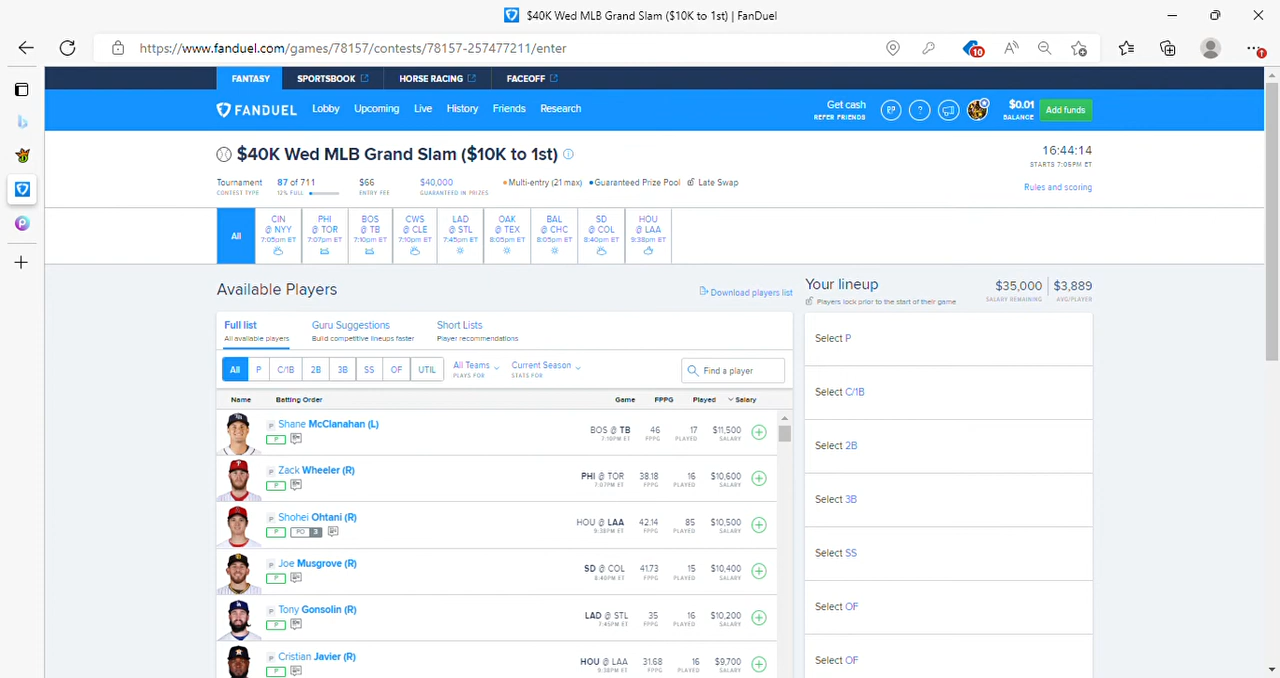 $40K Wed MLB Grand Slam ($10K to 1st) | FanDuel
https://www.fanduel.com/games/78157/contests/78157-257477211/enter
10
FANTASY SPORTSBOOK HORSE RACING FACEOFF
FANDUEL Lobby Upcoming Live History Friends Research
Get cash
REFER FRIENDS
$0.01
BALANCE
Add funds
$40K Wed MLB Grand Slam ($10K to 1st)
16:44:14
STARTS 7:05PM ET
Tournament 87 of 711 $66 $40,000 Multi-entry (21 max) Guaranteed Prize Pool Late Swap
CONTEST TYPE 12% FULL ENTRY FEE GUARANTEED IN PRIZES
Rules and scoring
All
CIN @ NYY 7:05pm ET
PHI @ TOR 7:07pm ET
BOS @ TB 7:10pm ET
CWS @ CLE 7:10pm ET
LAD @ STL 7:45pm ET
OAK @ TEX 8:05pm ET
BAL @ CHC 8:05pm ET
SD @ COL 8:40pm ET
HOU @ LAA 9:38pm ET
Available Players
Download players list
Full list Guru Suggestions Short Lists
All available players Build competitive lineups faster Player recommendations
All P C/1B 2B 3B SS OF UTIL
All Teams
PLAYS FOR
Current Season
STATS FOR
Find a player
Name Batting Order Game FPPG Played Salary
P Shane McClanahan (L)
P
BOS @ TB 46 17 $11,500
7:10PM ET FPPG PLAYED SALARY
P Zack Wheeler (R)
P
PHI @ TOR 38.18 16 $10,600
7:07PM ET FPPG PLAYED SALARY
P Shohei Ohtani (R)
P PO 3
HOU @ LAA 42.14 85 $10,500
9:38PM ET FPPG PLAYED SALARY
P Joe Musgrove (R)
P
SD @ COL 41.73 15 $10,400
8:40PM ET FPPG PLAYED SALARY
P Tony Gonsolin (R)
P
LAD @ STL 35 16 $10,200
7:45PM ET FPPG PLAYED SALARY
P Cristian Javier (R)
P
HOU @ LAA 31.68 16 $9,700
9:38PM ET FPPG PLAYED SALARY
Your lineup
Players lock prior to the start of their game
$35,000 $3,889
SALARY REMAINING AVG/PLAYER
Select P
Select C/1B
Select 2B
Select 3B
Select SS
Select OF
Select OF